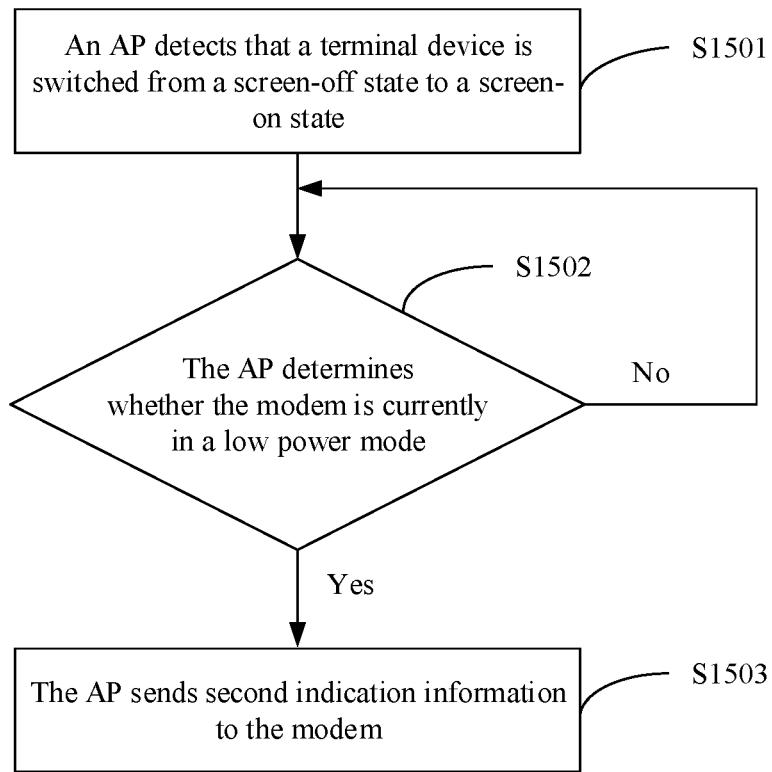 An AP detects that a terminal device is
switched from a screen-off state to a screen-
on state
S1501
S1502
The AP determines
whether the modem is currently
in a low power mode
No
Yes
The AP sends second indication information
to the modem
S1503